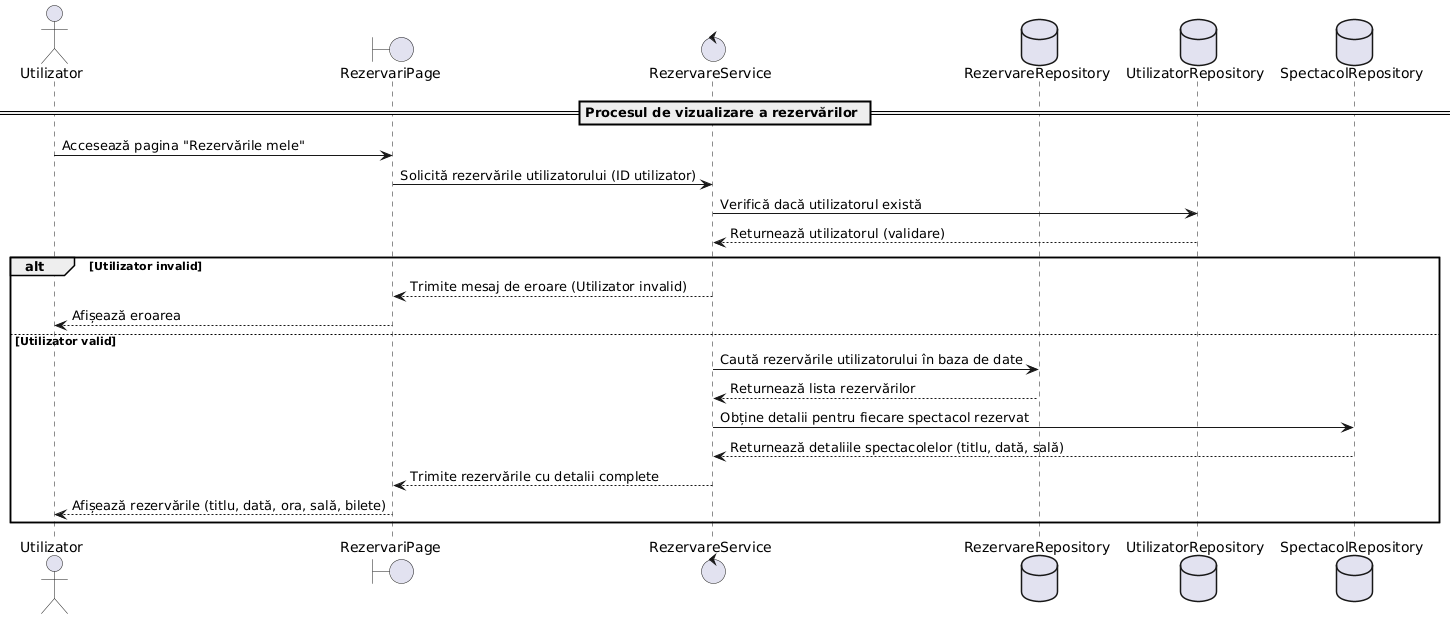 Utilizator
RezervariPage
RezervareService
RezervareRepository
UtilizatorRepository
SpectacolRepository
Procesul de vizualizare a rezervărilor
Accesează pagina "Rezervările mele"
Solicită rezervările utilizatorului (ID utilizator)
Verifică dacă utilizatorul există
Returnează utilizatorul (validare)
alt
[Utilizator invalid]
Trimite mesaj de eroare (Utilizator invalid)
Afișează eroarea
[Utilizator valid]
Caută rezervările utilizatorului în baza de date
Returnează lista rezervărilor
Obține detalii pentru fiecare spectacol rezervat
Returnează detaliile spectacolelor (titlu, dată, sală)
Trimite rezervările cu detalii complete
Afișează rezervările (titlu, dată, ora, sală, bilete)
Utilizator
RezervariPage
RezervareService
RezervareRepository
UtilizatorRepository
SpectacolRepository